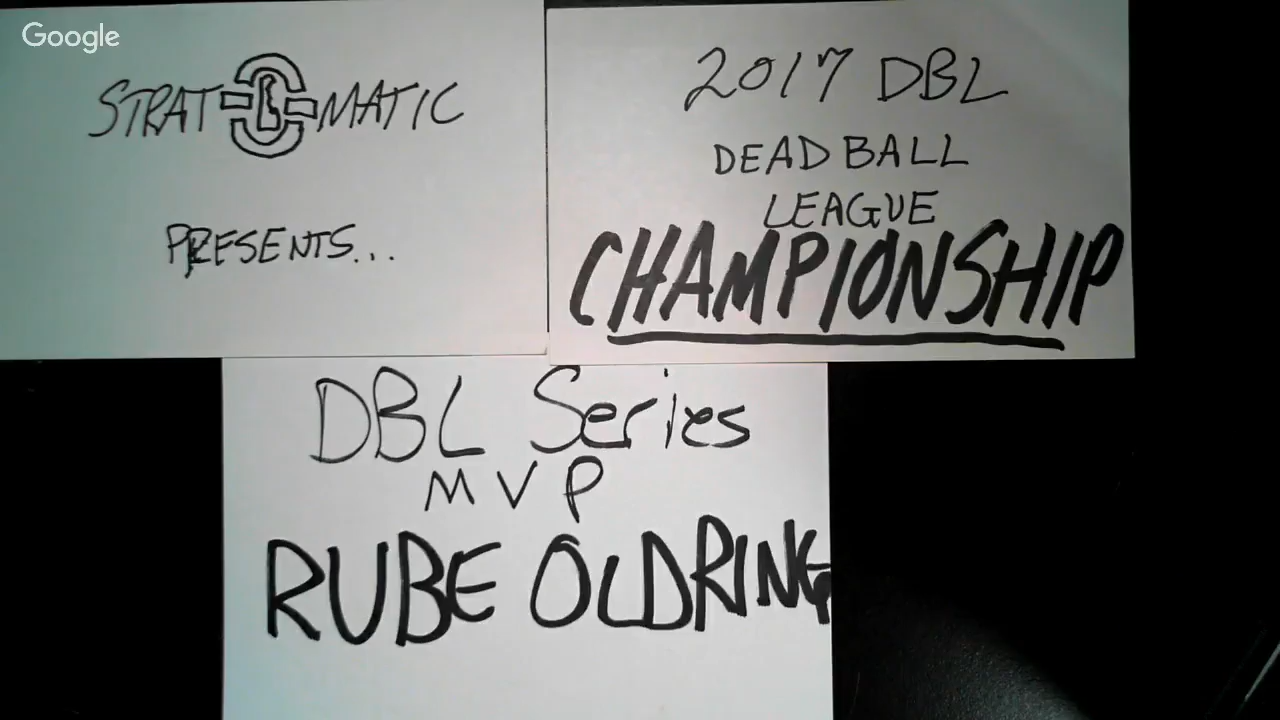 Google
STRAT-O-MATIC
PRESENTS...
2017 DBL
DEADBALL
LEAGUE
CHAMPIONSHIP
DBL Series
MVP
RUBE OLDRING